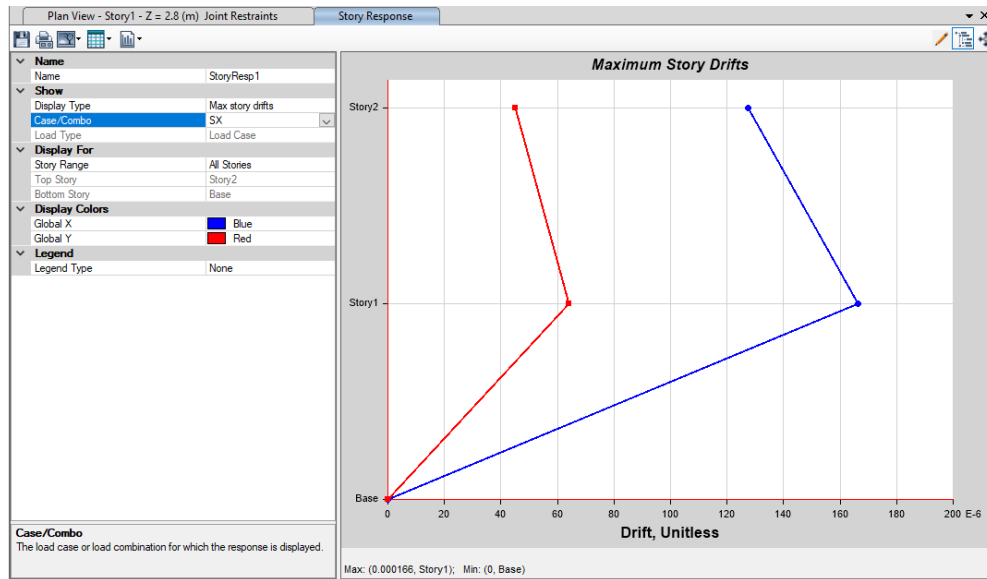 Plan View - Story1 - Z = 2.8 (m) Joint Restraints
Story Response
Name
Name StoryResp1
Show
Display Type Max story drifts
Case/Combo SX
Load Type Load Case
Display For
Story Range All Stories
Top Story Story2
Bottom Story Base
Display Colors
Global X Blue
Global Y Red
Legend
Legend Type None
Case/Combo
The load case or load combination for which the response is displayed.
Maximum Story Drifts
Story2
Story1
Base
0 20 40 60 80 100 120 140 160 180 200 E-6
Drift, Unitless
Max: (0.000166, Story1); Min: (0, Base)